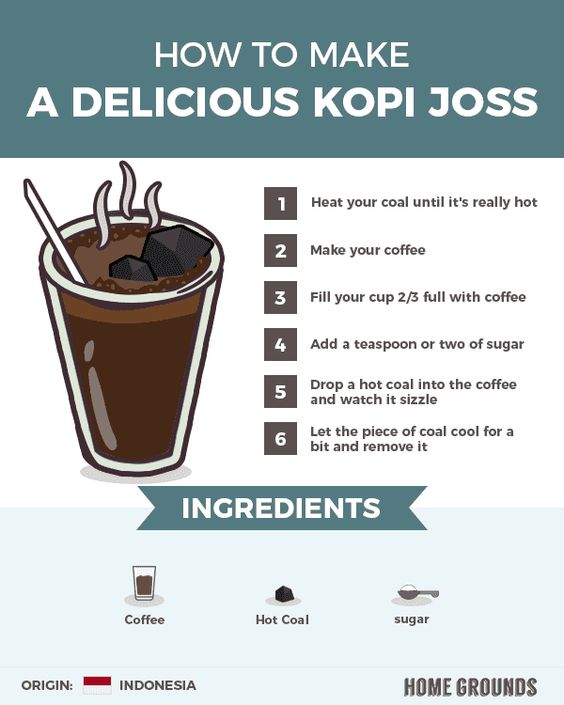 HOW TO MAKE
A DELICIOUS KOPI JOSS
1 Heat your coal until it's really hot
2 Make your coffee
3 Fill your cup 2/3 full with coffee
4 Add a teaspoon or two of sugar
5 Drop a hot coal into the coffee
and watch it sizzle
6 Let the piece of coal cool for a
bit and remove it
INGREDIENTS
Coffee
Hot Coal
sugar
ORIGIN: INDONESIA
HOME GROUNDS